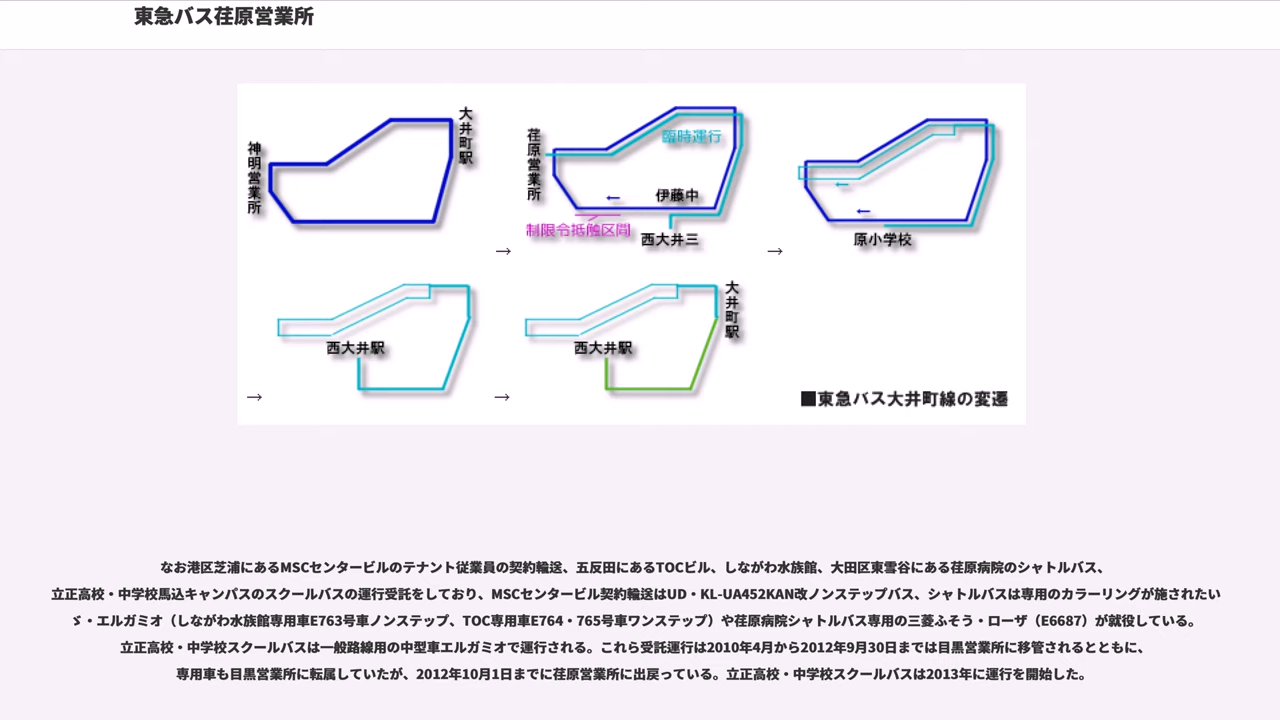 東急バス荏原営業所
神明営業所
大井町駅
荏原営業所
臨時運行
伊藤中
←
制限令抵触区間
西大井三
→
→
←
←
原小学校
西大井駅
→
西大井駅
大井町駅
→
■東急バス大井町線の変遷
なお港区芝浦にあるMSCセンタービルのテナント従業員の契約輸送、五反田にあるTOCビル、しながわ水族館、大田区東雪谷にある荏原病院のシャトルバス、
立正高校・中学校馬込キャンパスのスクールバスの運行受託をしており、MSCセンタービル契約輸送はUD・KL-UA452KAN改ノンステップバス、シャトルバスは専用のカラーリングが施されたい
ゞ・エルガミオ（しながわ水族館専用車E763号車ノンステップ、TOC専用車E764・765号車ワンステップ）や荏原病院シャトルバス専用の三菱ふそう・ローザ（E6687）が就役している。
立正高校・中学校スクールバスは一般路線用の中型車エルガミオで運行される。これら受託運行は2010年4月から2012年9月30日までは目黒営業所に移管されるとともに、
専用車も目黒営業所に転属していたが、2012年10月1日までに荏原営業所に出戻っている。立正高校・中学校スクールバスは2013年に運行を開始した。